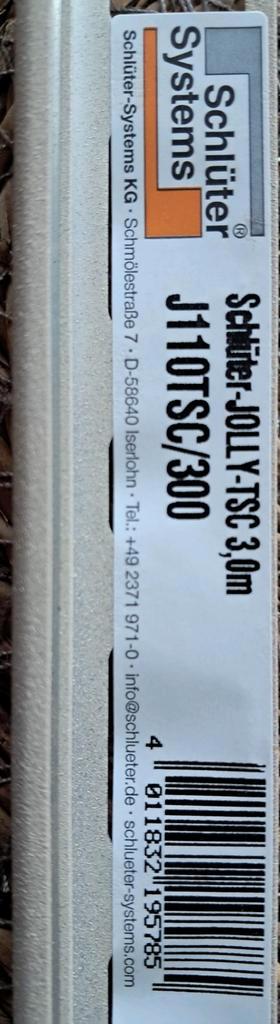 Schlüter®
Systems
Schlüter-JOLLY-TSC 3,0m
J110TSC/300
Schlüter-Systems KG · Schmölestraße 7 · D-58640 Iserlohn · Tel.: +49 2371 971-0 · info@schlueter.de · schlueter-systems.com
4 011832 195785